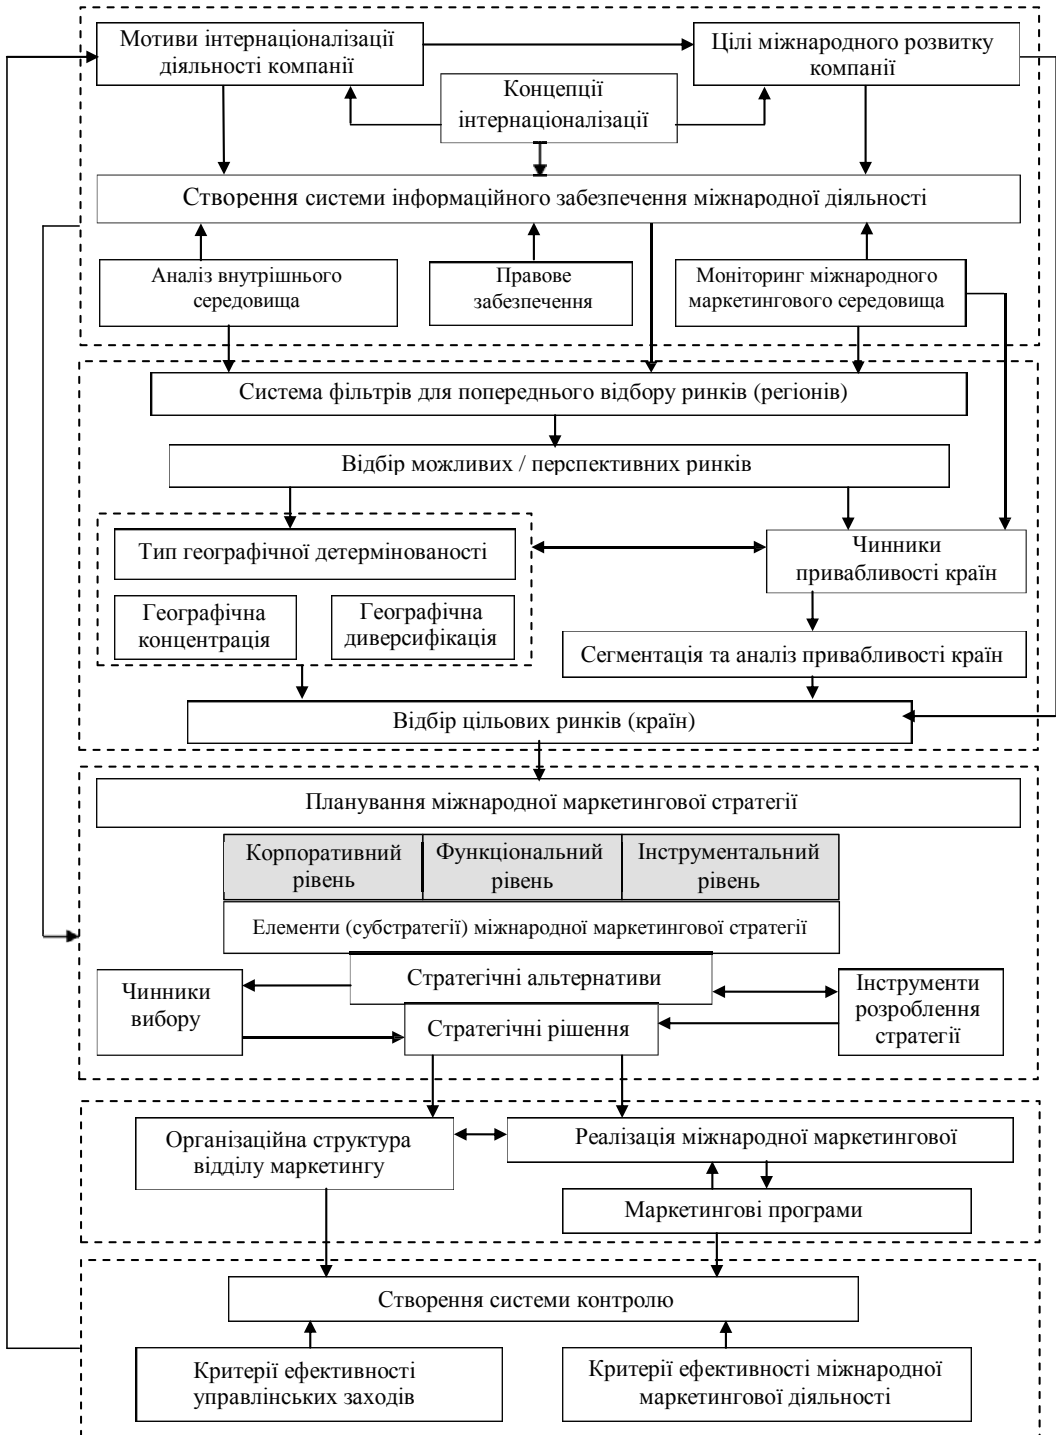 Мотиви інтернаціоналізації
діяльності компанії
Цілі міжнародного розвитку
компанії
Концепції
інтернаціоналізації
Створення системи інформаційного забезпечення міжнародної діяльності
Аналіз внутрішнього
середовища
Правове
забезпечення
Моніторинг міжнародного
маркетингового середовища
Система фільтрів для попереднього відбору ринків (регіонів)
Відбір можливих / перспективних ринків
Тип географічної детермінованості
Географічна
концентрація
Географічна
диверсифікація
Чинники
привабливості країн
Сегментація та аналіз привабливості країн
Відбір цільових ринків (країн)
Планування міжнародної маркетингової стратегії
Корпоративний
рівень
Функціональний
рівень
Інструментальний
рівень
Елементи (субстратегії) міжнародної маркетингової стратегії
Стратегічні альтернативи
Чинники
вибору
Стратегічні рішення
Інструменти
розроблення
стратегії
Організаційна структура
відділу маркетингу
Реалізація міжнародної маркетингової
Маркетингові програми
Створення системи контролю
Критерії ефективності
управлінських заходів
Критерії ефективності міжнародної
маркетингової діяльності